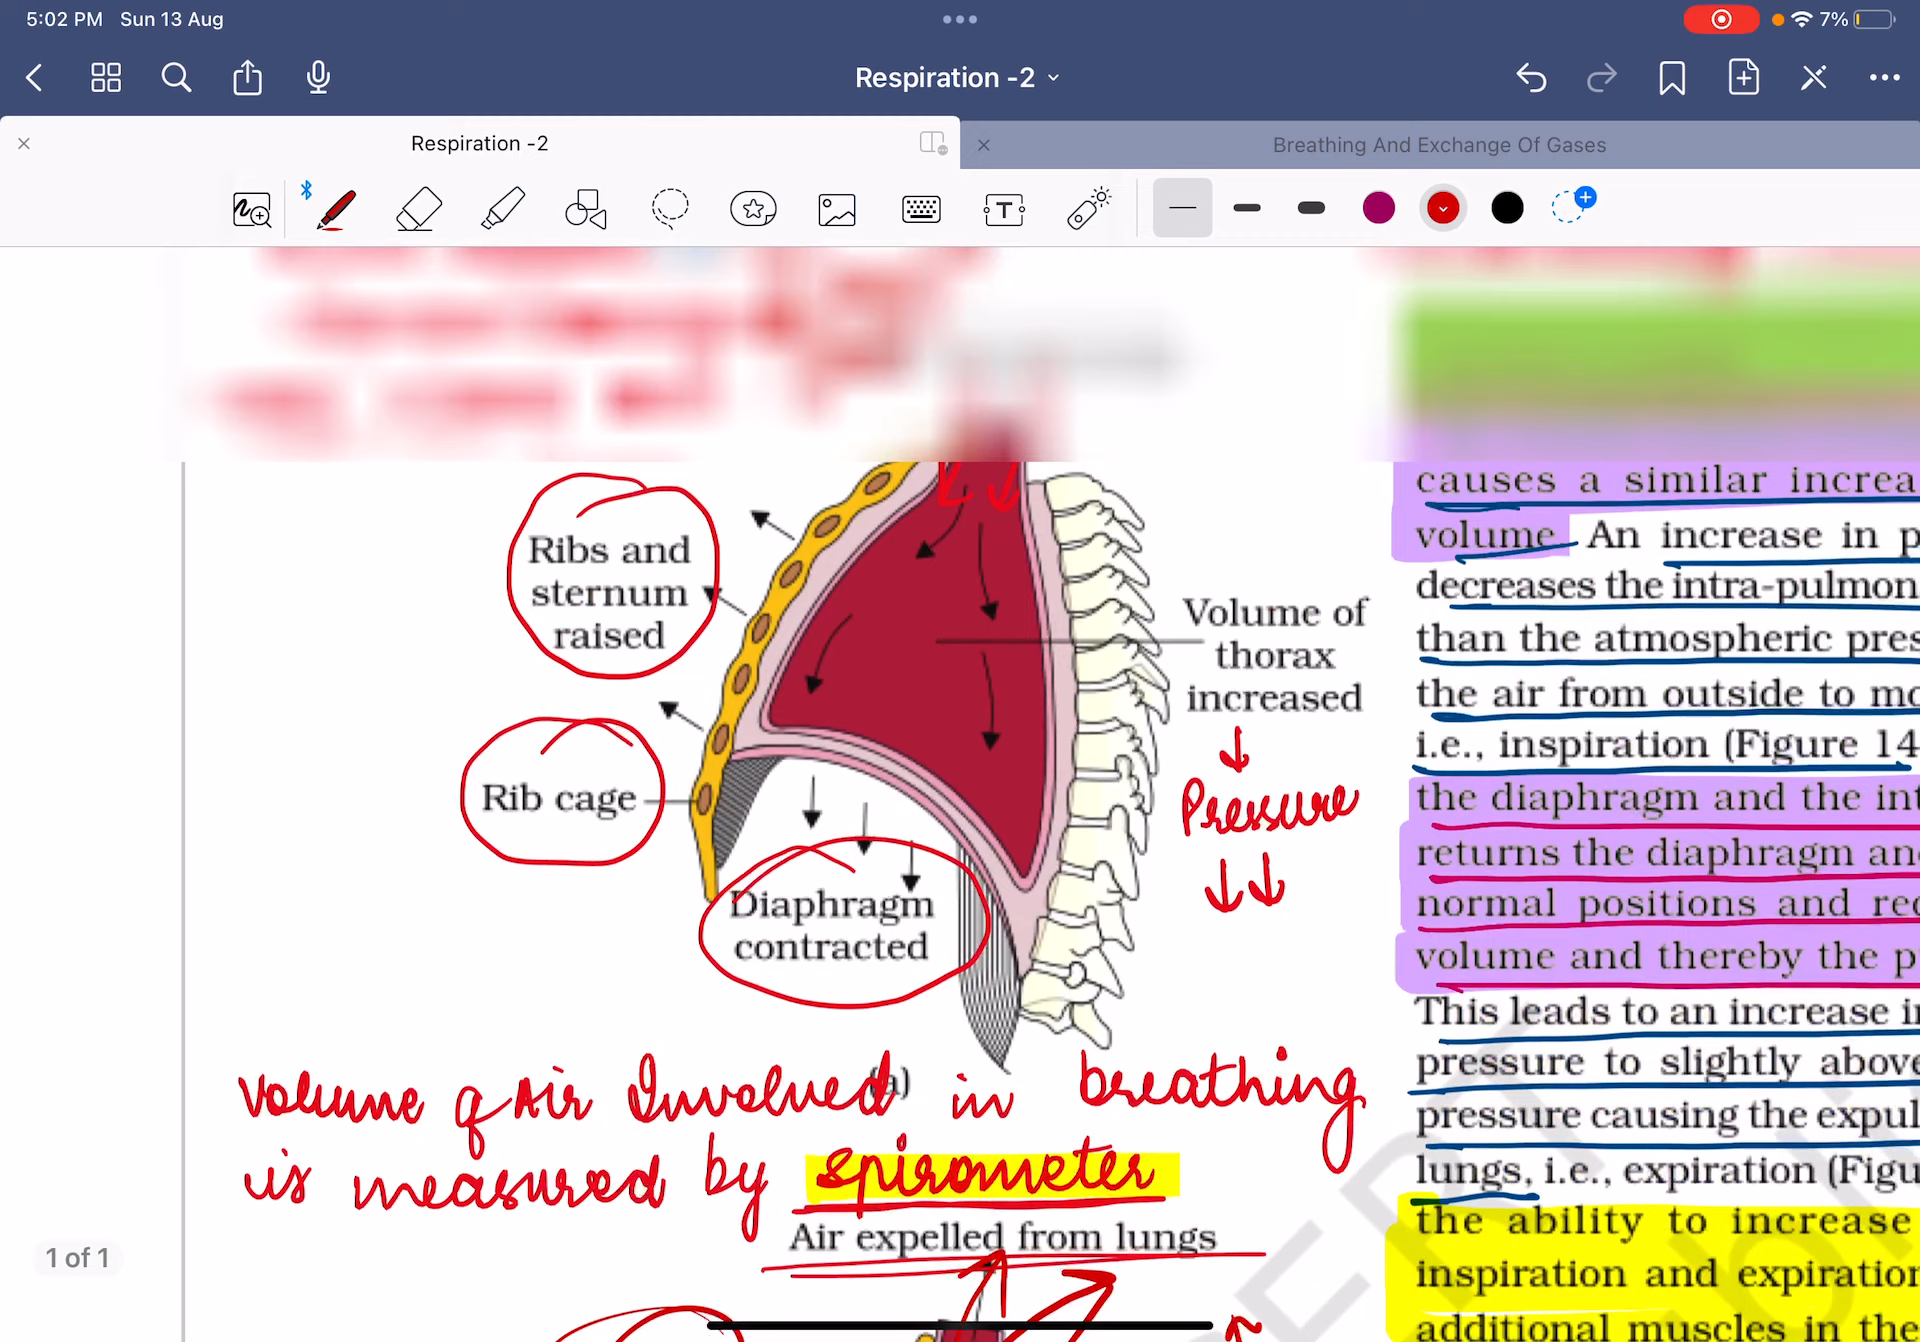 5:02 PM Sun 13 Aug
7%
Respiration -2
Respiration -2
Breathing And Exchange Of Gases
T
Ribs and
sternum
raised
Rib cage
Diaphragm
contracted
Volume of
thorax
increased
↓
Pressure
↓↓
(a)
Volume of Air Involved in breathing
is measured by spirometer
Air expelled from lungs
1 of 1
causes a similar increa
volume. An increase in p
decreases the intra-pulmon
than the atmospheric pres
the air from outside to mo
i.e., inspiration (Figure 14
the diaphragm and the int
returns the diaphragm and
normal positions and red
volume and thereby the p
This leads to an increase in
pressure to slightly above
pressure causing the expul
lungs, i.e., expiration (Figu
the ability to increase
inspiration and expiration
additional muscles in the